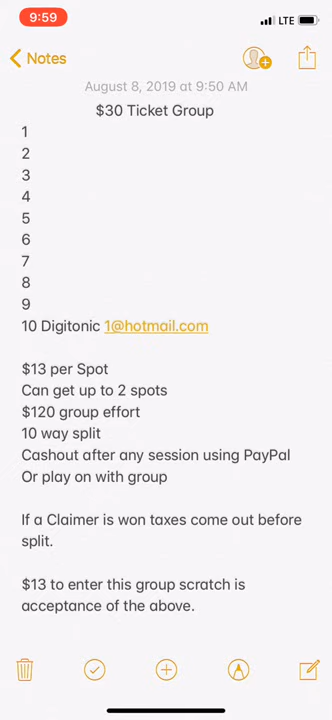 9:59
LTE
Notes
August 8, 2019 at 9:50 AM
$30 Ticket Group
1
2
3
4
5
6
7
8
9
10 Digitonic 1@hotmail.com
$13 per Spot
Can get up to 2 spots
$120 group effort
10 way split
Cashout after any session using PayPal
Or play on with group
If a Claimer is won taxes come out before
split.
$13 to enter this group scratch is
acceptance of the above.